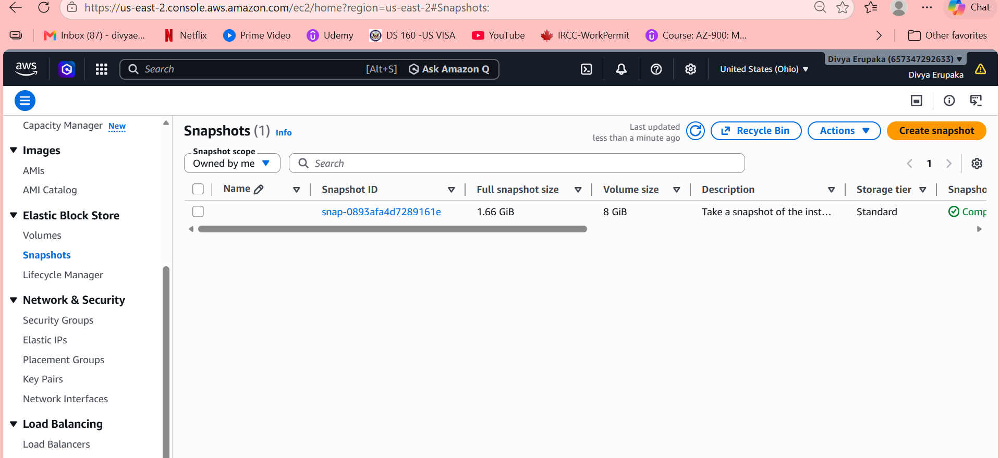 https://us-east-2.console.aws.amazon.com/ec2/home?region=us-east-2#Snapshots:
Chat
Inbox (87) - divyae...
Netflix
Prime Video
Udemy
DS 160 -US VISA
YouTube
IRCC-WorkPermit
Course: AZ-900: M...
Other favorites
aws
Search
[Alt+S]
Ask Amazon Q
United States (Ohio)
Divya Erupaka (657347292633)
Divya Erupaka
Capacity Manager New
Images
AMIs
AMI Catalog
Elastic Block Store
Volumes
Snapshots
Lifecycle Manager
Network & Security
Security Groups
Elastic IPs
Placement Groups
Key Pairs
Network Interfaces
Load Balancing
Load Balancers
Snapshots (1) Info
Last updated
less than a minute ago
Recycle Bin
Actions
Create snapshot
Snapshot scope
Owned by me
Search
1
Name
Snapshot ID
Full snapshot size
Volume size
Description
Storage tier
Snapsho
snap-0893afa4d7289161e
1.66 GiB
8 GiB
Take a snapshot of the inst...
Standard
Comp